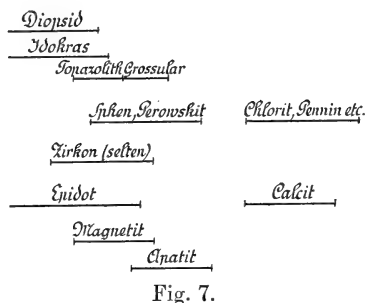 Diopsid
Idokras
Topazolith Grossular
Sphen, Perowskit Chlorit, Pennin etc.
Zirkon (selten)
Epidot Calcit
Magnetit
Apatit
Fig. 7.